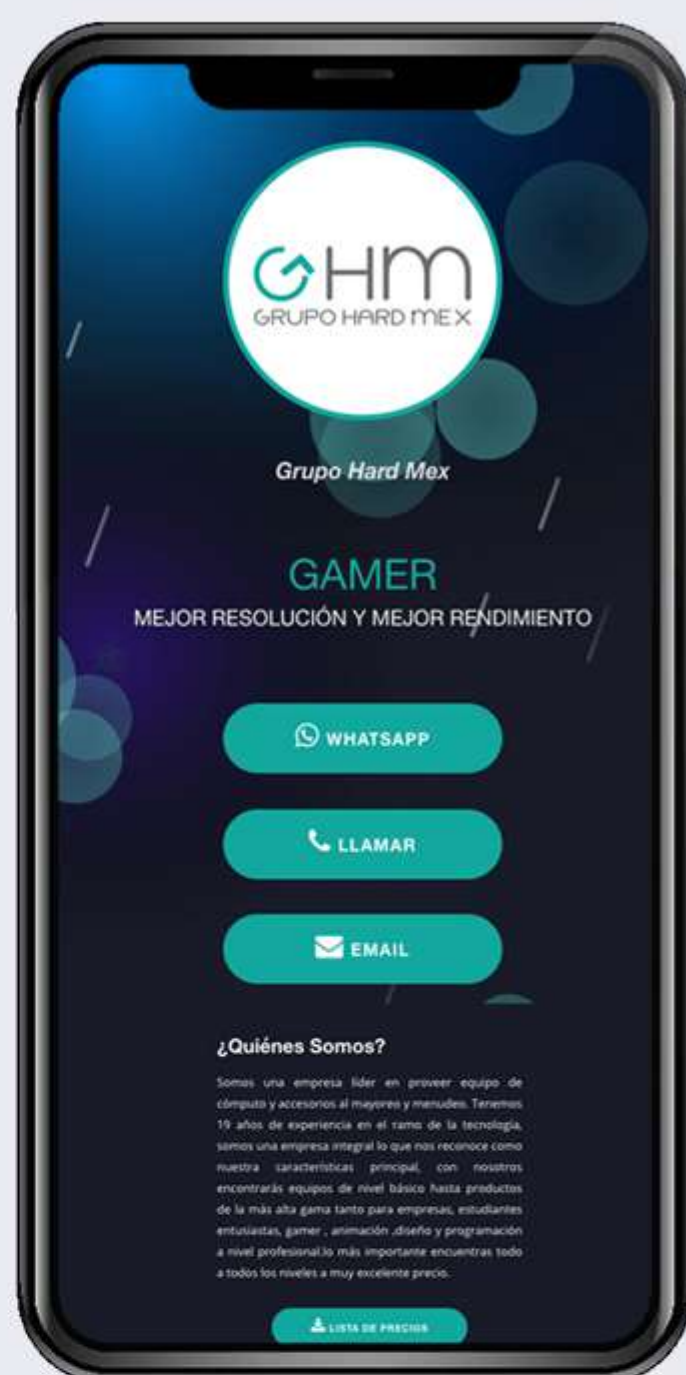 GHM
GRUPO HARD MEX
Grupo Hard Mex
GAMER
MEJOR RESOLUCIÓN Y MEJOR RENDIMIENTO
WHATSAPP
LLAMAR
EMAIL
¿Quiénes Somos?
Somos una empresa líder en proveer equipo de
cómputo y accesorios al mayoreo y menudeo. Tenemos
19 años de experiencia en el ramo de la tecnología,
somos una empresa integral lo que nos reconoce como
nuestra características principal, con nosotros
encontrarás equipos de nivel básico hasta productos
de la más alta gama tanto para empresas, estudiantes
entusiastas, gamer , animación ,diseño y programación
a nivel profesional.lo más importante encuentras todo
a todos los niveles a muy excelente precio.
LISTA DE PRECIOS